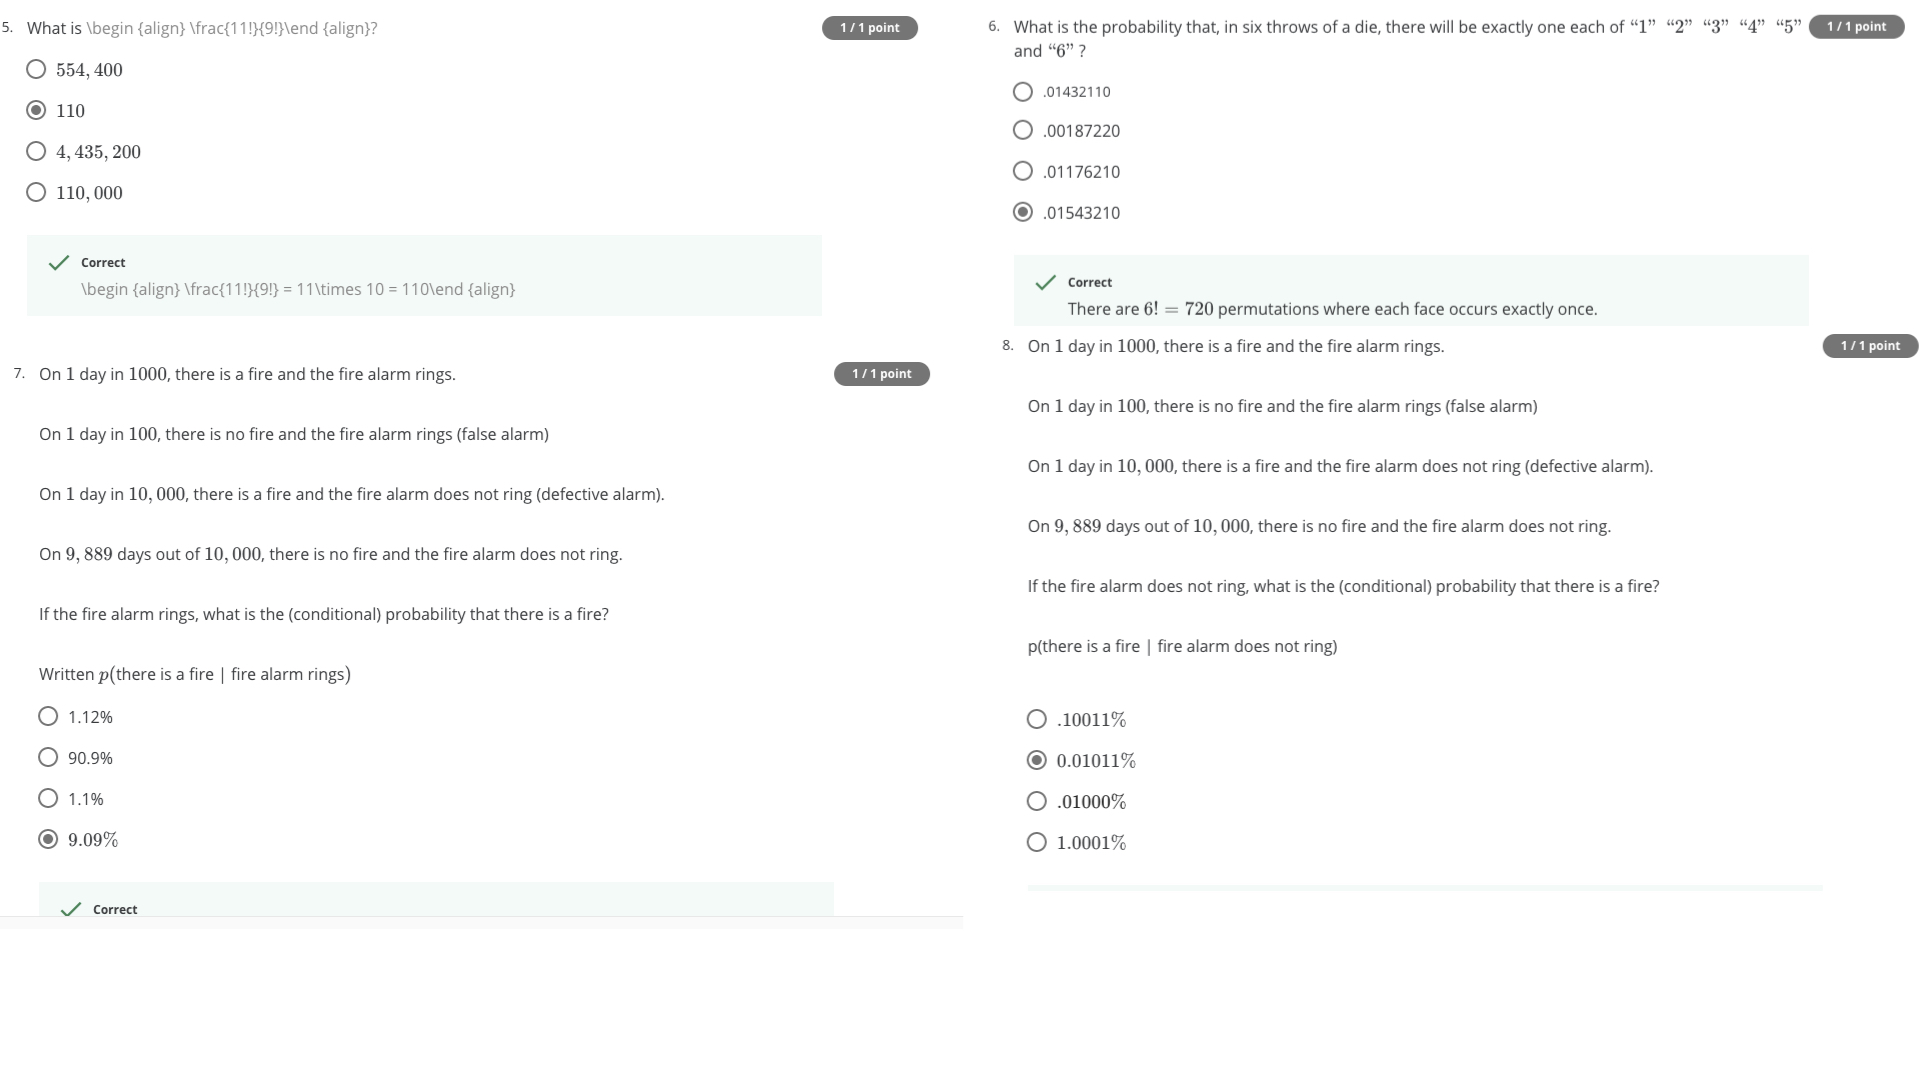 5. What is \begin {align} \frac{11!}{9!}\end {align}?
1 / 1 point
554, 400
110
4, 435, 200
110, 000
Correct
\begin {align} \frac{11!}{9!} = 11\times 10 = 110\end {align}
6. What is the probability that, in six throws of a die, there will be exactly one each of “1” “2” “3” “4” “5”
1 / 1 point
and “6” ?
.01432110
.00187220
.01176210
.01543210
Correct
There are 6! = 720 permutations where each face occurs exactly once.
7. On 1 day in 1000, there is a fire and the fire alarm rings.
1 / 1 point
On 1 day in 100, there is no fire and the fire alarm rings (false alarm)
On 1 day in 10, 000, there is a fire and the fire alarm does not ring (defective alarm).
On 9, 889 days out of 10, 000, there is no fire and the fire alarm does not ring.
If the fire alarm rings, what is the (conditional) probability that there is a fire?
Written p(there is a fire | fire alarm rings)
1.12%
90.9%
1.1%
9.09%
Correct
8. On 1 day in 1000, there is a fire and the fire alarm rings.
1 / 1 point
On 1 day in 100, there is no fire and the fire alarm rings (false alarm)
On 1 day in 10, 000, there is a fire and the fire alarm does not ring (defective alarm).
On 9, 889 days out of 10, 000, there is no fire and the fire alarm does not ring.
If the fire alarm does not ring, what is the (conditional) probability that there is a fire?
p(there is a fire | fire alarm does not ring)
.10011%
0.01011%
.01000%
1.0001%